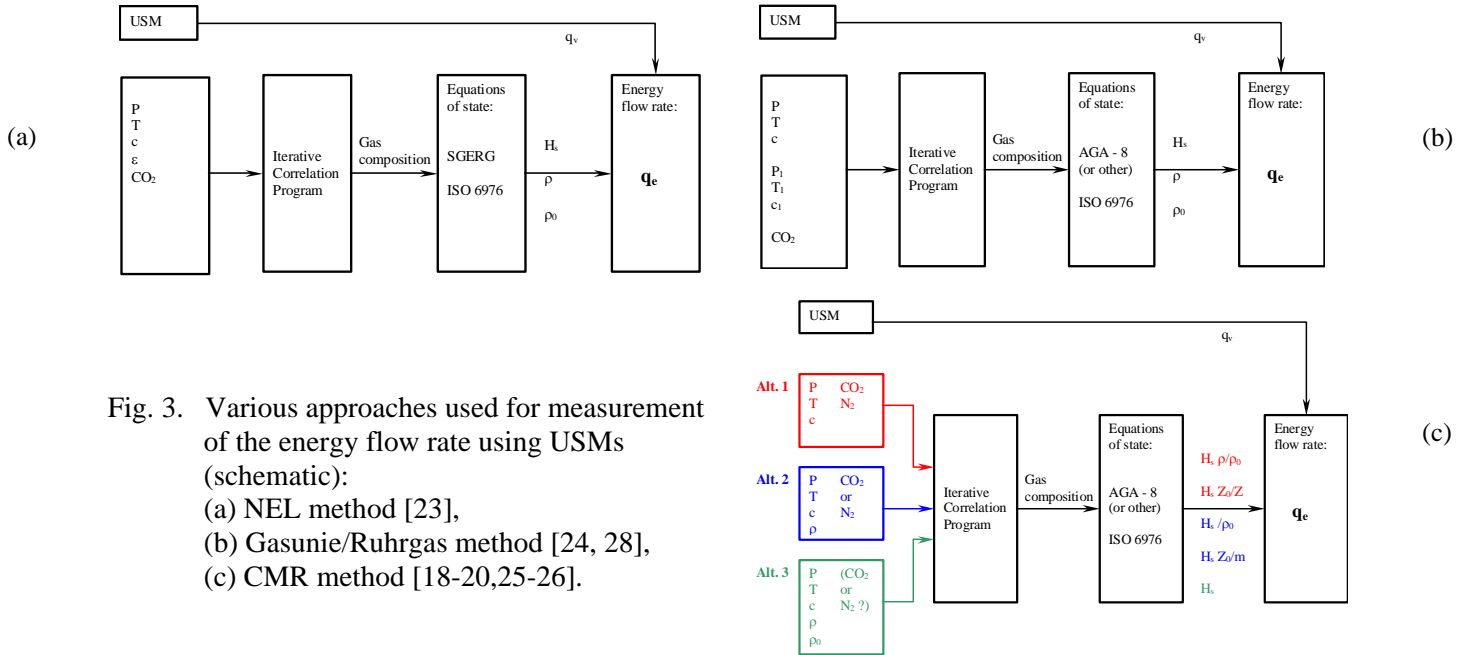 (a)
USM
qᵥ
P
T
c
ε
CO₂
Iterative
Correlation
Program
Gas
composition
Equations
of state:
SGERG
ISO 6976
Hₛ
ρ
ρ₀
Energy
flow rate:
qₑ
(b)
USM
qᵥ
P
T
c
P₁
T₁
c₁
CO₂
Iterative
Correlation
Program
Gas
composition
Equations
of state:
AGA - 8
(or other)
ISO 6976
Hₛ
ρ
ρ₀
Energy
flow rate:
qₑ
Fig. 3. Various approaches used for measurement
of the energy flow rate using USMs
(schematic):
(a) NEL method [23],
(b) Gasunie/Ruhrgas method [24, 28],
(c) CMR method [18-20,25-26].
(c)
USM
qᵥ
Alt. 1
P CO₂
T N₂
c
Alt. 2
P CO₂
T or
c N₂
ρ
Alt. 3
P (CO₂
T or
c N₂ ?)
ρ
ρ₀
Iterative
Correlation
Program
Gas
composition
Equations
of state:
AGA - 8
(or other)
ISO 6976
Hₛ ρ/ρ₀
Hₛ Z₀/Z
Hₛ /ρ₀
Hₛ Z₀/m
Hₛ
Energy
flow rate:
qₑ